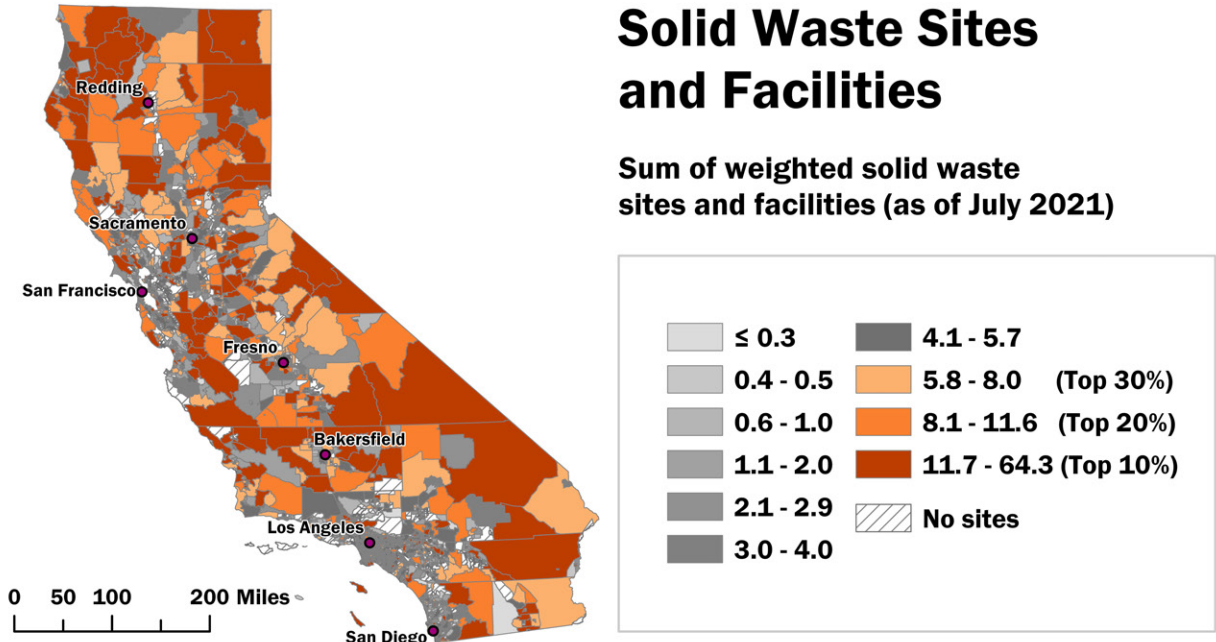 Solid Waste Sites
and Facilities
Sum of weighted solid waste
sites and facilities (as of July 2021)
Redding
Sacramento
San Francisco
Fresno
Bakersfield
Los Angeles
San Diego
0 50 100 200 Miles
≤ 0.3
0.4 - 0.5
0.6 - 1.0
1.1 - 2.0
2.1 - 2.9
3.0 - 4.0
4.1 - 5.7
5.8 - 8.0 (Top 30%)
8.1 - 11.6 (Top 20%)
11.7 - 64.3 (Top 10%)
No sites